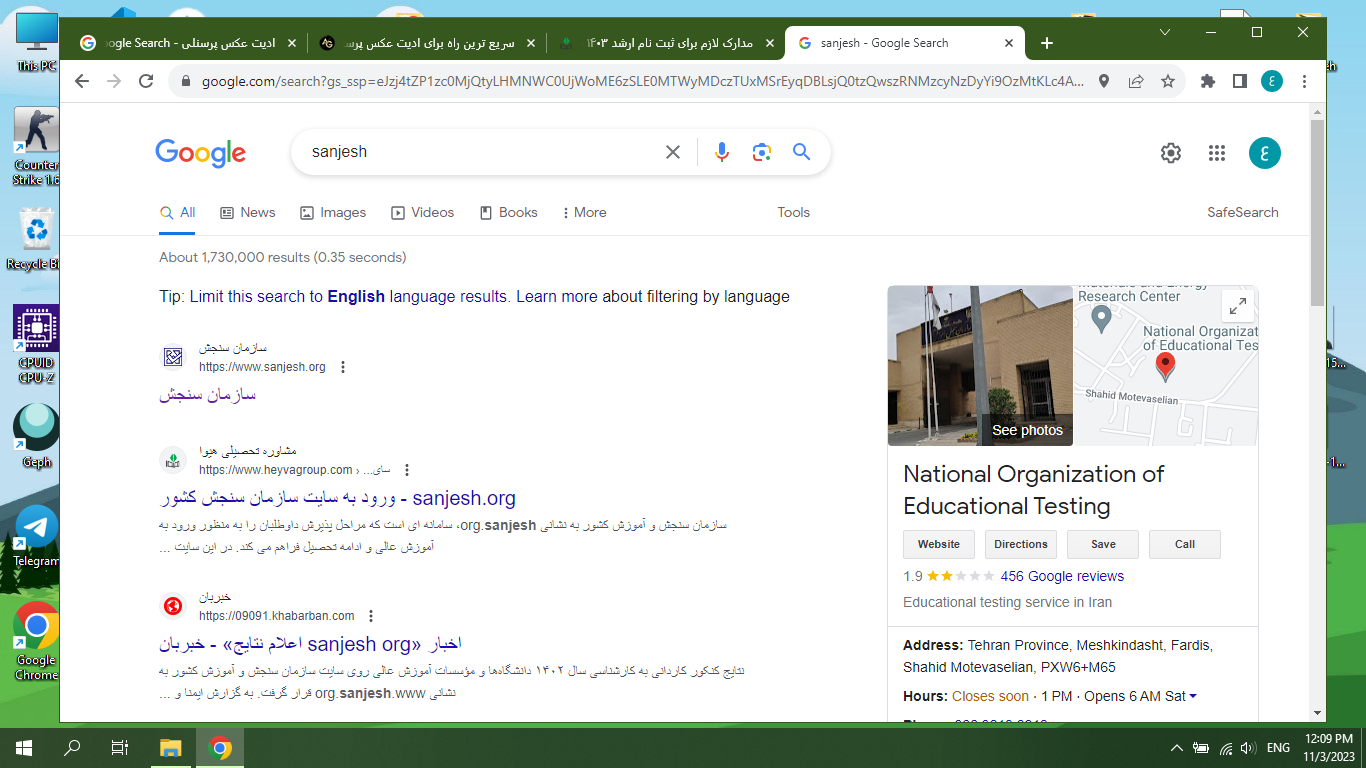 This PC
Counter
Strike 1.6
Recycle Bi
CPUID
CPU-Z
Geph
Telegram
Google
Chrome
ادیت عکس پرسنلی - Google Search
سریع ترین راه برای ادیت عکس پرس
مدارک لازم برای ثبت نام ارشد ۱۴۰۳
sanjesh - Google Search
google.com/search?gs_ssp=eJzj4tZP1zc0MjQtyLHMNWC0UjWoME6zSLE0MTWyMDczTUxMSrEyqDBLsjQ0tzQwszRNMzcyNzDyYi9OzMtKLc4A...
ع
Google
sanjesh
ع
All
News
Images
Videos
Books
More
Tools
SafeSearch
About 1,730,000 results (0.35 seconds)
Tip: Limit this search to English language results. Learn more about filtering by language
سازمان سنجش
https://www.sanjesh.org
سازمان سنجش
مشاوره تحصیلی هیوا
https://www.heyvagroup.com › سای...
ورود به سایت سازمان سنجش کشور - sanjesh.org
سازمان سنجش و آموزش کشور به نشانی org.sanjesh، سامانه ای است که مراحل پذیرش داوطلبان را به منظور ورود به
آموزش عالی و ادامه تحصیل فراهم می کند. در این سایت ...
خبربان
https://09091.khabarban.com
اخبار «sanjesh org اعلام نتایج» - خبربان
نتایج کنکور کاردانی به کارشناسی سال ۱۴۰۲ دانشگاه‌ها و مؤسسات آموزش عالی روی سایت سازمان سنجش و آموزش کشور به
نشانی org.sanjesh.www قرار گرفت. به گزارش ایمنا و ...
Research Center
National Organizat
of Educational Tes
Shahid Motevaselian
See photos
National Organization of
Educational Testing
Website
Directions
Save
Call
1.9
456 Google reviews
Educational testing service in Iran
Address: Tehran Province, Meshkindasht, Fardis,
Shahid Motevaselian, PXW6+M65
Hours: Closes soon · 1 PM · Opens 6 AM Sat
15...
-1...
ENG
12:09 PM
11/3/2023